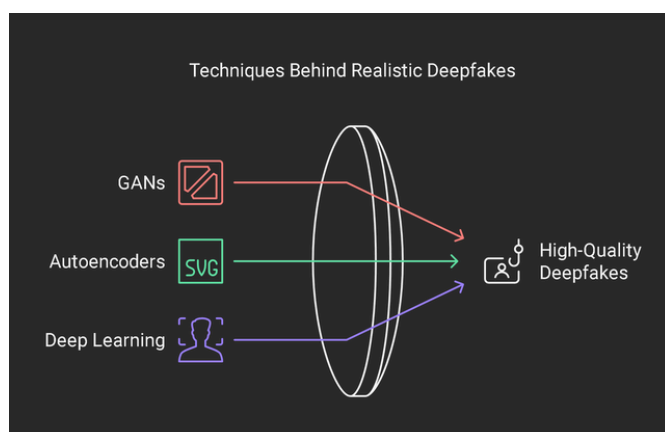 Techniques Behind Realistic Deepfakes
GANs
Autoencoders
SVG
High-Quality
Deepfakes
Deep Learning